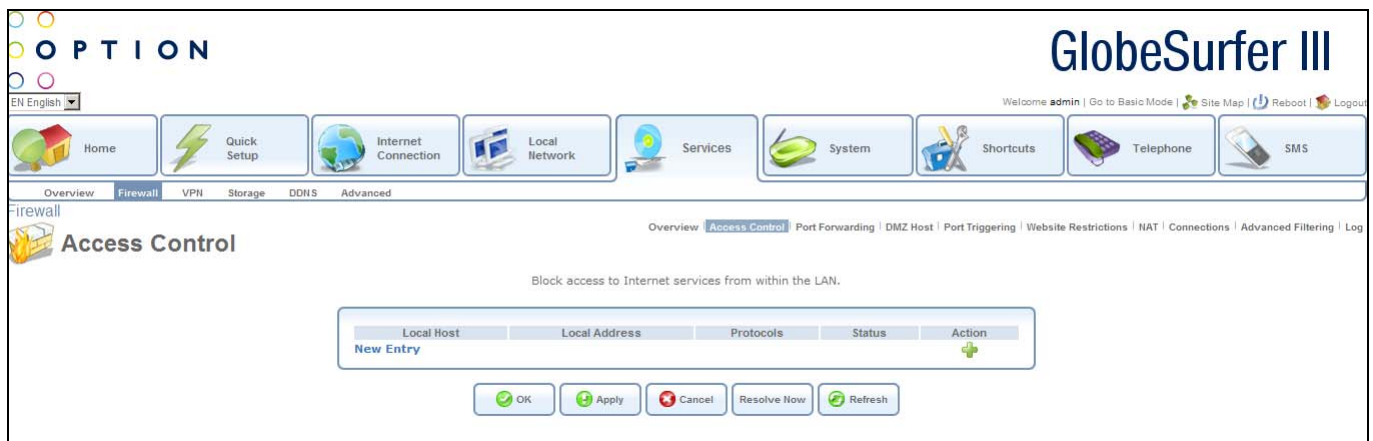 OPTION
GlobeSurfer III
EN English
Welcome admin | Go to Basic Mode | Site Map | Reboot | Logout
Home
Quick Setup
Internet Connection
Local Network
Services
System
Shortcuts
Telephone
SMS
Overview Firewall VPN Storage DDNS Advanced
Firewall
Access Control
Overview | Access Control | Port Forwarding | DMZ Host | Port Triggering | Website Restrictions | NAT | Connections | Advanced Filtering | Log
Block access to Internet services from within the LAN.
Local Host Local Address Protocols Status Action
New Entry
OK Apply Cancel Resolve Now Refresh